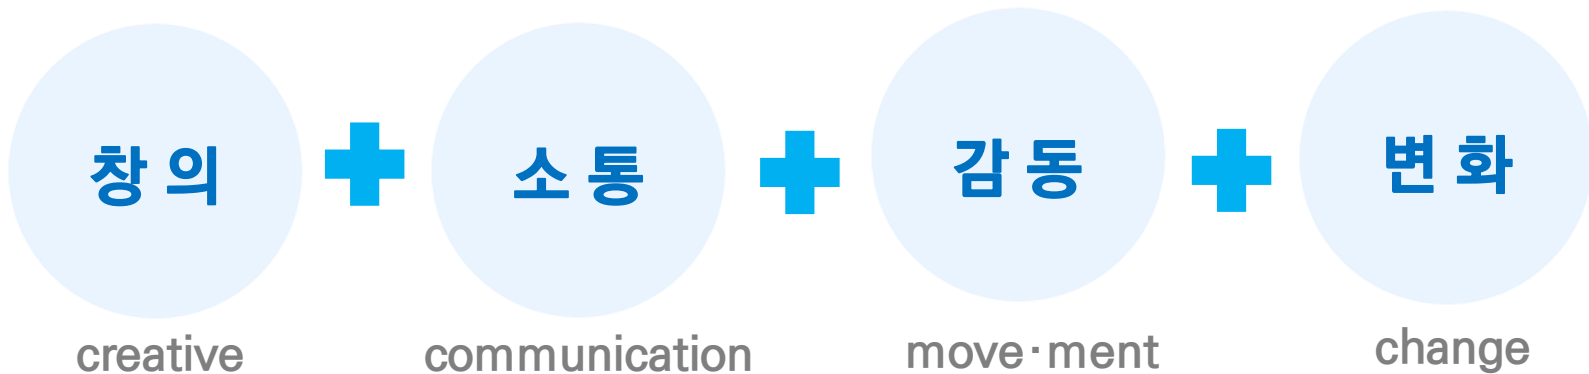 창의
소통
감동
변화
creative
communication
move·ment
change